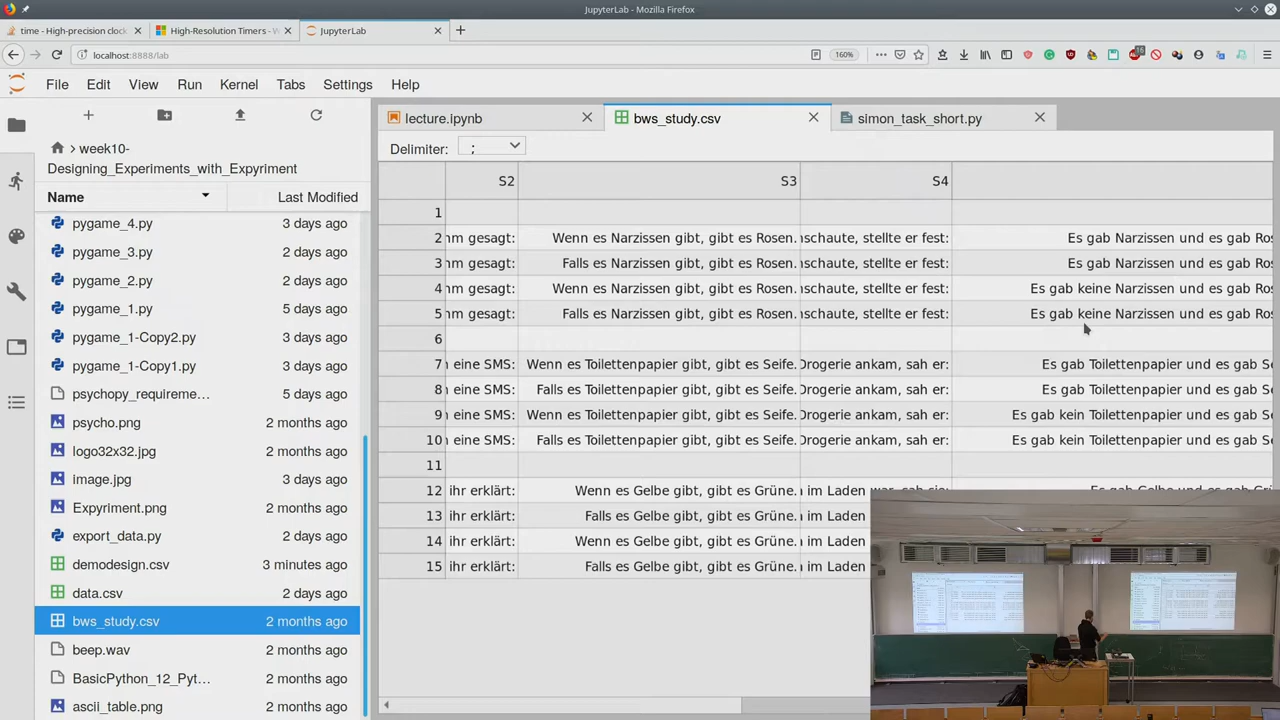 JupyterLab - Mozilla Firefox
time - High-precision clock
High-Resolution Timers - W
JupyterLab
localhost:8888/lab
160%
16
File Edit View Run Kernel Tabs Settings Help
week10-
Designing_Experiments_with_Expyriment
Name Last Modified
pygame_4.py 3 days ago
pygame_3.py 2 days ago
pygame_2.py 3 days ago
pygame_1.py 5 days ago
pygame_1-Copy2.py 3 days ago
pygame_1-Copy1.py 3 days ago
psychopy_requireme… 5 days ago
psycho.png 2 months ago
logo32x32.jpg 2 months ago
image.jpg 3 days ago
Expyriment.png 2 months ago
export_data.py 2 days ago
demodesign.csv 3 minutes ago
data.csv 2 days ago
bws_study.csv 2 months ago
beep.wav 2 months ago
BasicPython_12_Pyt… 2 months ago
ascii_table.png 2 months ago
lecture.ipynb
bws_study.csv
simon_task_short.py
Delimiter: ;
S2 S3 S4
1
2 gesagt: Wenn es Narzissen gibt, gibt es Rosen. schaute, stellte er fest: Es gab Narzissen und es gab Ros
3 gesagt: Falls es Narzissen gibt, gibt es Rosen. schaute, stellte er fest: Es gab Narzissen und es gab Ros
4 gesagt: Wenn es Narzissen gibt, gibt es Rosen. schaute, stellte er fest: Es gab keine Narzissen und es gab Ros
5 gesagt: Falls es Narzissen gibt, gibt es Rosen. schaute, stellte er fest: Es gab keine Narzissen und es gab Ros
6
7 eine SMS: Wenn es Toilettenpapier gibt, gibt es Seife. Drogerie ankam, sah er: Es gab Toilettenpapier und es gab Se
8 eine SMS: Falls es Toilettenpapier gibt, gibt es Seife. Drogerie ankam, sah er: Es gab Toilettenpapier und es gab Se
9 eine SMS: Wenn es Toilettenpapier gibt, gibt es Seife. Drogerie ankam, sah er: Es gab kein Toilettenpapier und es gab Se
10 eine SMS: Falls es Toilettenpapier gibt, gibt es Seife. Drogerie ankam, sah er: Es gab kein Toilettenpapier und es gab Se
11
12 ihr erklärt: Wenn es Gelbe gibt, gibt es Grüne. im Laden
13 ihr erklärt: Falls es Gelbe gibt, gibt es Grüne. im Laden
14 ihr erklärt: Wenn es Gelbe gibt, gibt es Grüne. im Laden
15 ihr erklärt: Falls es Gelbe gibt, gibt es Grüne. im Laden